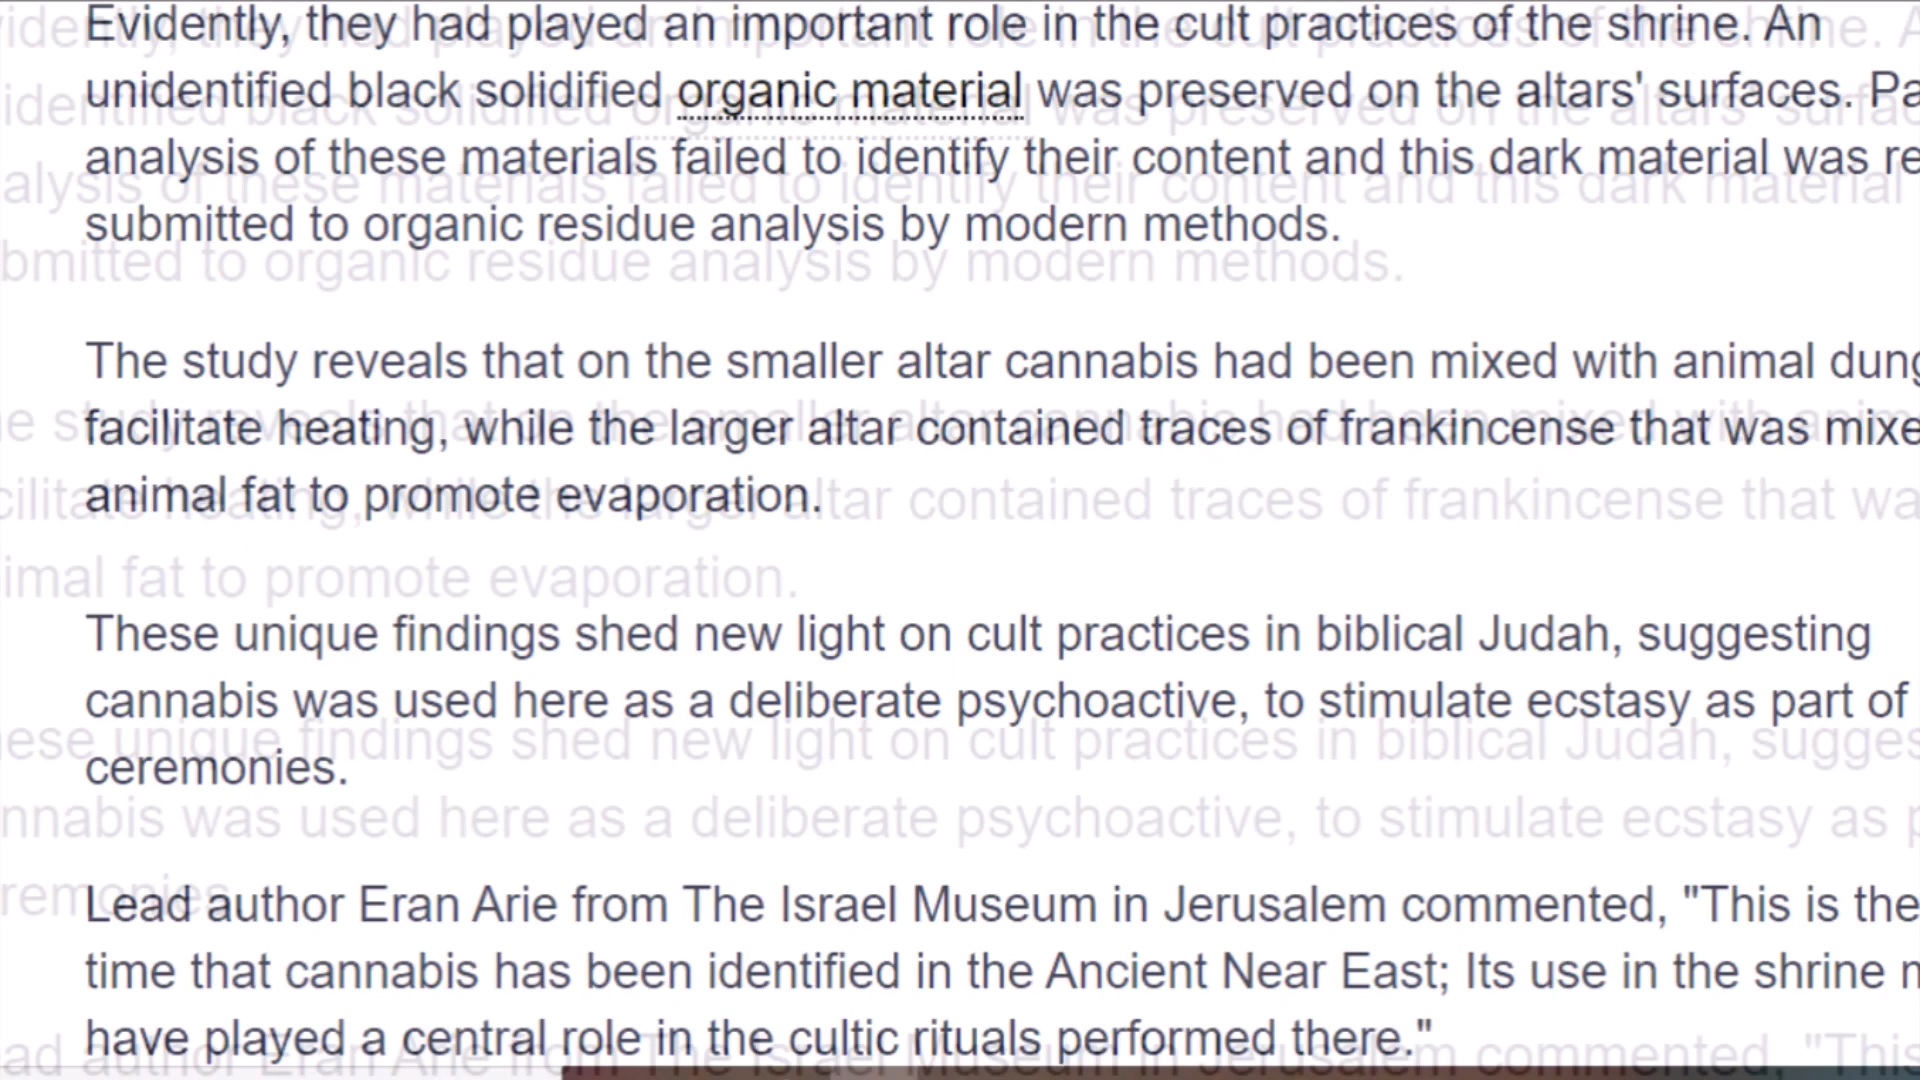 Evidently, they had played an important role in the cult practices of the shrine. An
unidentified black solidified organic material was preserved on the altars' surfaces.
analysis of these materials failed to identify their content and this dark material was
submitted to organic residue analysis by modern methods.
The study reveals that on the smaller altar cannabis had been mixed with animal dung
facilitate heating, while the larger altar contained traces of frankincense that was
animal fat to promote evaporation.
These unique findings shed new light on cult practices in biblical Judah, suggesting
cannabis was used here as a deliberate psychoactive, to stimulate ecstasy as part of
ceremonies.
Lead author Eran Arie from The Israel Museum in Jerusalem commented, "This is the
time that cannabis has been identified in the Ancient Near East; Its use in the shrine
have played a central role in the cultic rituals performed there."